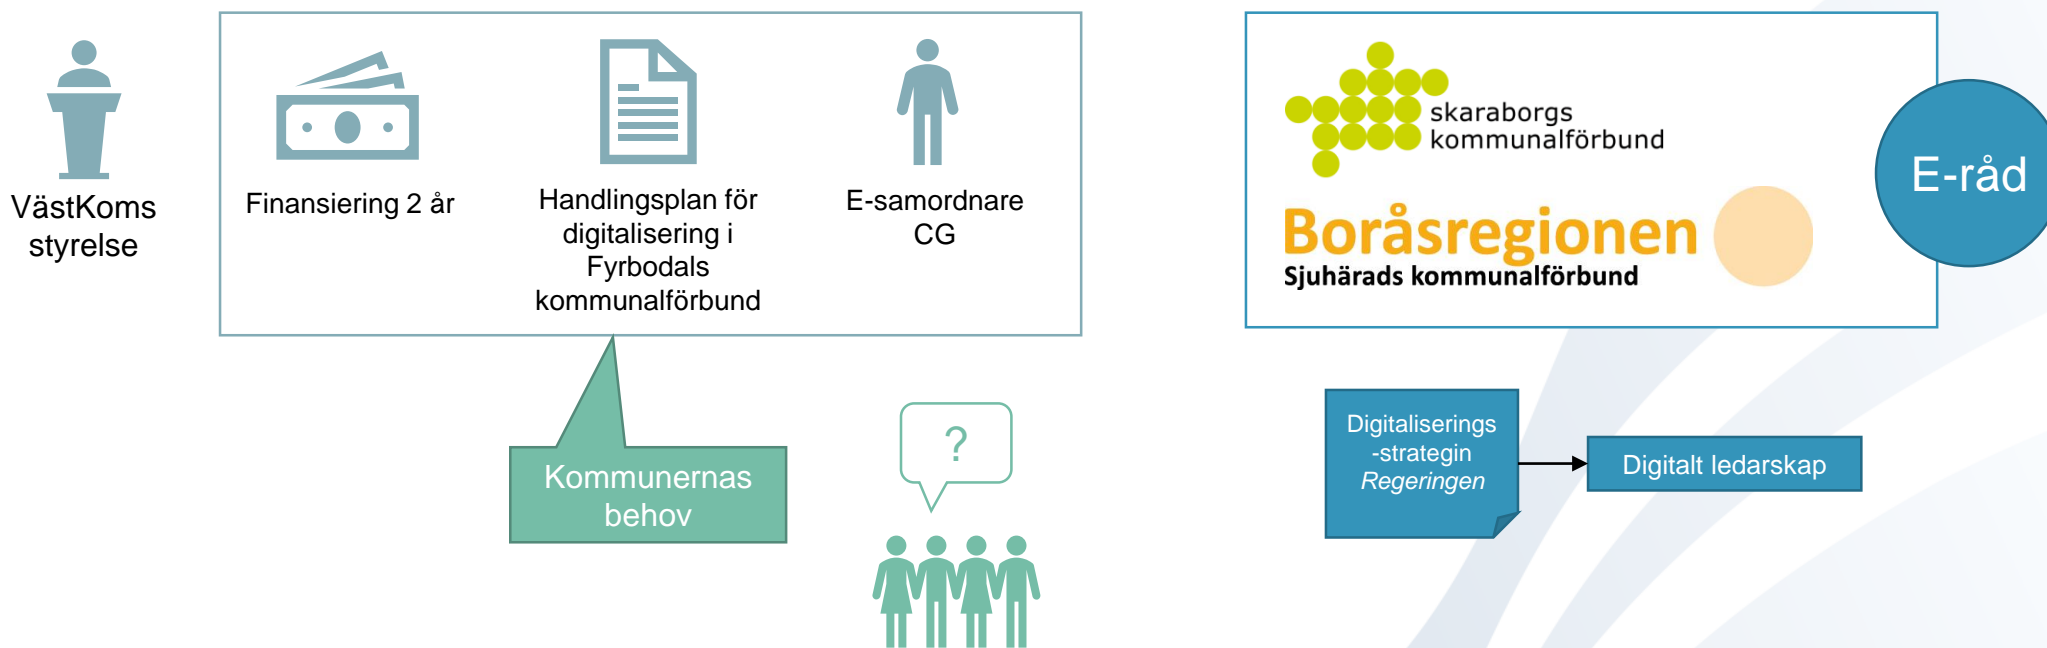 VästKoms
styrelse
Finansiering 2 år
Handlingsplan för
digitalisering i
Fyrbodals
kommunalförbund
E-samordnare
CG
Kommunernas
behov
?
skaraborgs
kommunalförbund
Boråsregionen
Sjuhärads kommunalförbund
E-råd
Digitaliserings
-strategin
Regeringen
Digitalt ledarskap